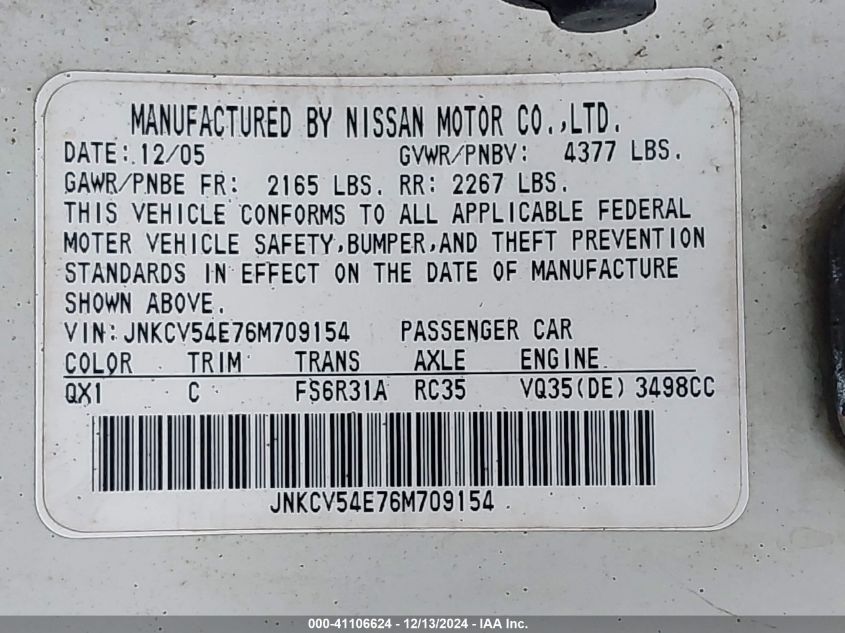 MANUFACTURED BY NISSAN MOTOR CO.,LTD.
DATE: 12/05 GVWR/PNBV: 4377 LBS.
GAWR/PNBE FR: 2165 LBS. RR: 2267 LBS.
THIS VEHICLE CONFORMS TO ALL APPLICABLE FEDERAL
MOTER VEHICLE SAFETY,BUMPER,AND THEFT PREVENTION
STANDARDS IN EFFECT ON THE DATE OF MANUFACTURE
SHOWN ABOVE.
VIN:JNKCV54E76M709154 PASSENGER CAR
COLOR TRIM TRANS AXLE ENGINE
QX1 C FS6R31A RC35 VQ35(DE) 3498CC
JNKCV54E76M709154
000-41106624 - 12/13/2024 - IAA Inc.